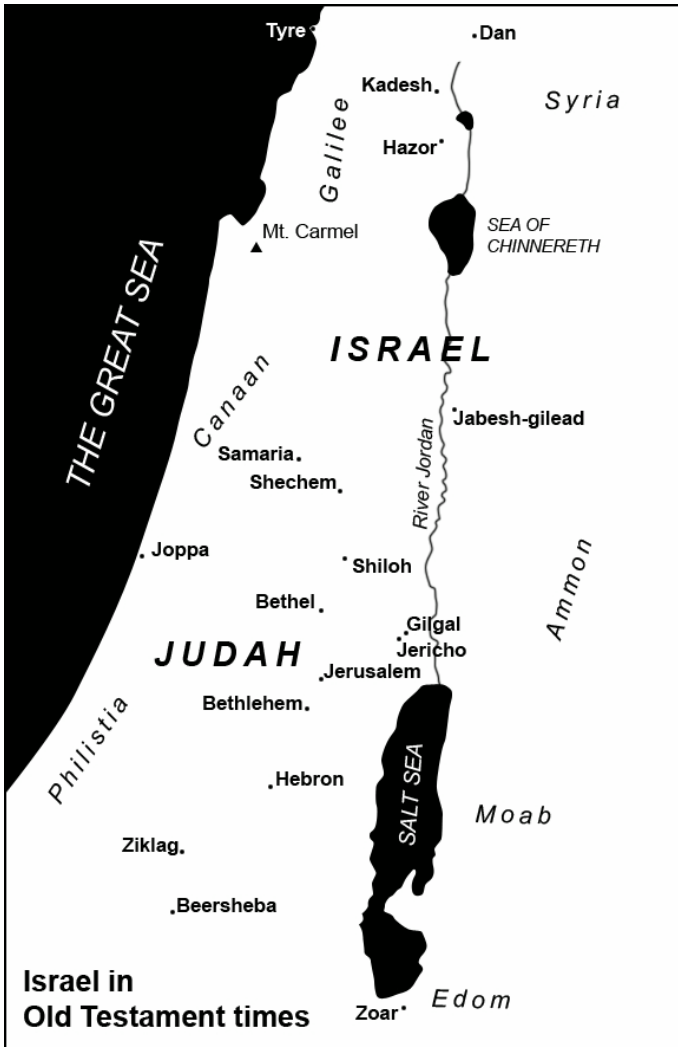 Tyre
Dan
Kadesh
Syria
Galilee
Hazor
SEA OF
CHINNERETH
Mt. Carmel
THE GREAT SEA
ISRAEL
Canaan
Jabesh-gilead
River Jordan
Samaria
Shechem
Joppa
Shiloh
Ammon
Bethel
Gilgal
Jericho
JUDAH
Jerusalem
Bethlehem
Philistia
Hebron
SALT SEA
Moab
Ziklag
Beersheba
Israel in
Old Testament times
Edom
Zoar